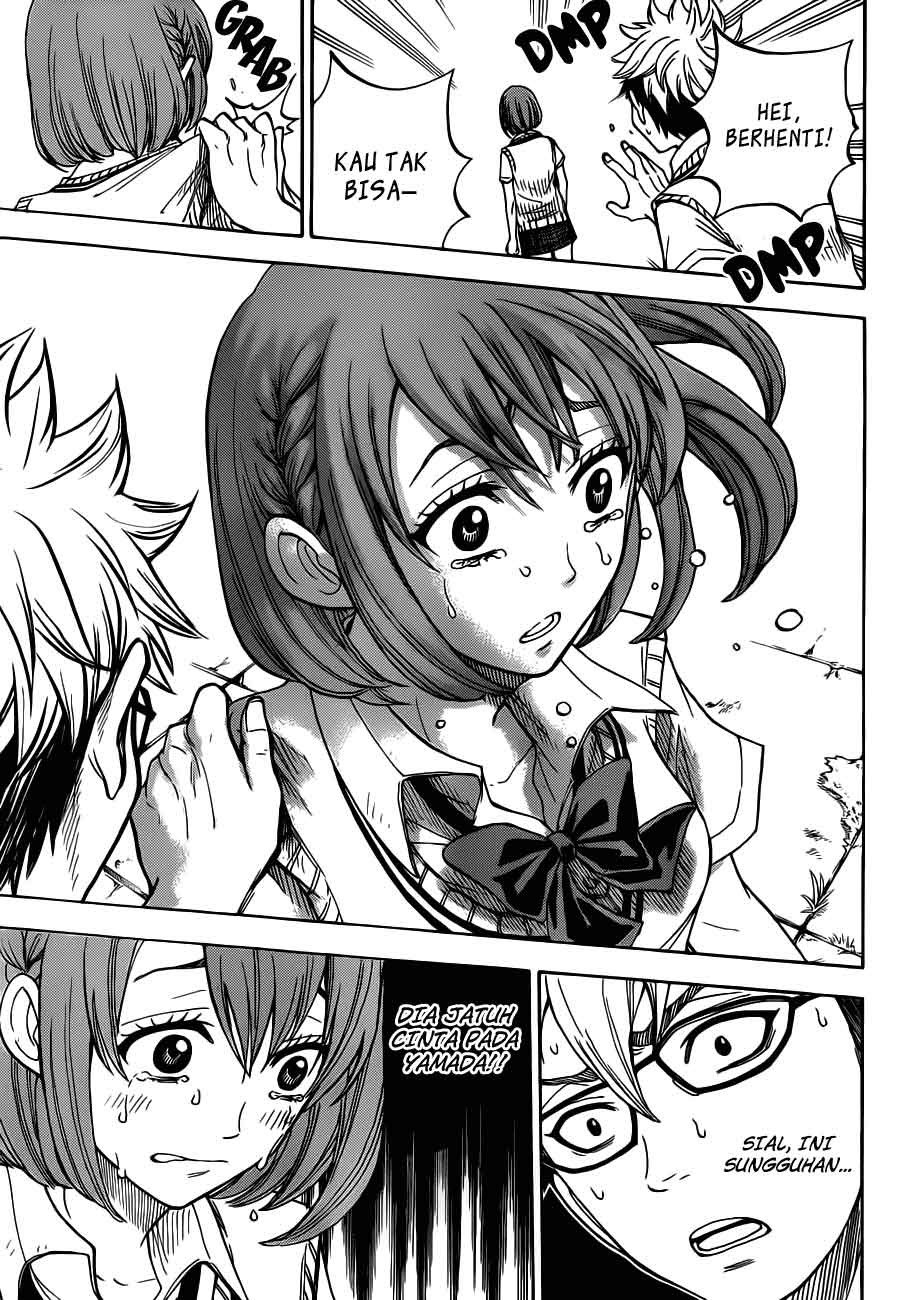 DMP
HEI,
BERHENTI!
KAU TAK
BISA–
DMP
GRAB
SIAL, INI
SUNGGUHAN...
DIA JATUH
CINTA PADA
YAMADA!!